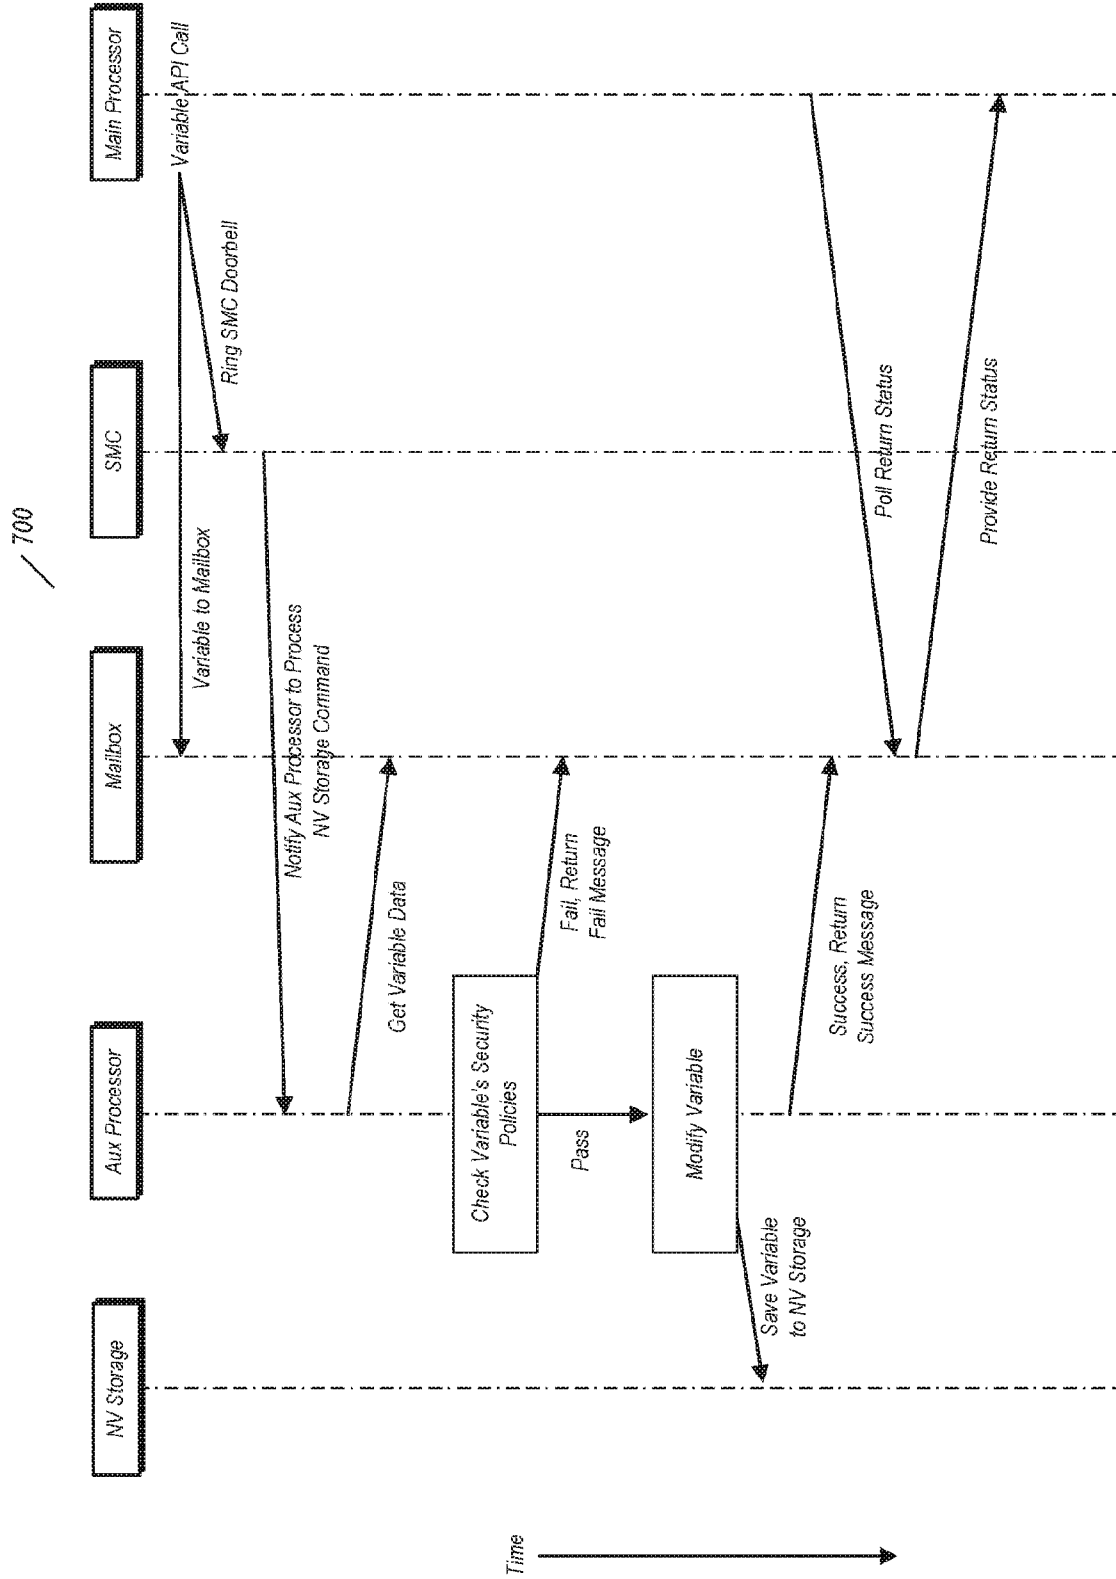 700
NV Storage
Aux Processor
Mailbox
SMC
Main Processor
Variable API Call
Variable to Mailbox
Ring SMC Doorbell
Notify Aux Processor to Process
NV Storage Command
Get Variable Data
Check Variable's Security
Policies
Fail, Return
Fail Message
Pass
Modify Variable
Save Variable
to NV Storage
Success, Return
Success Message
Poll Return Status
Provide Return Status
Time